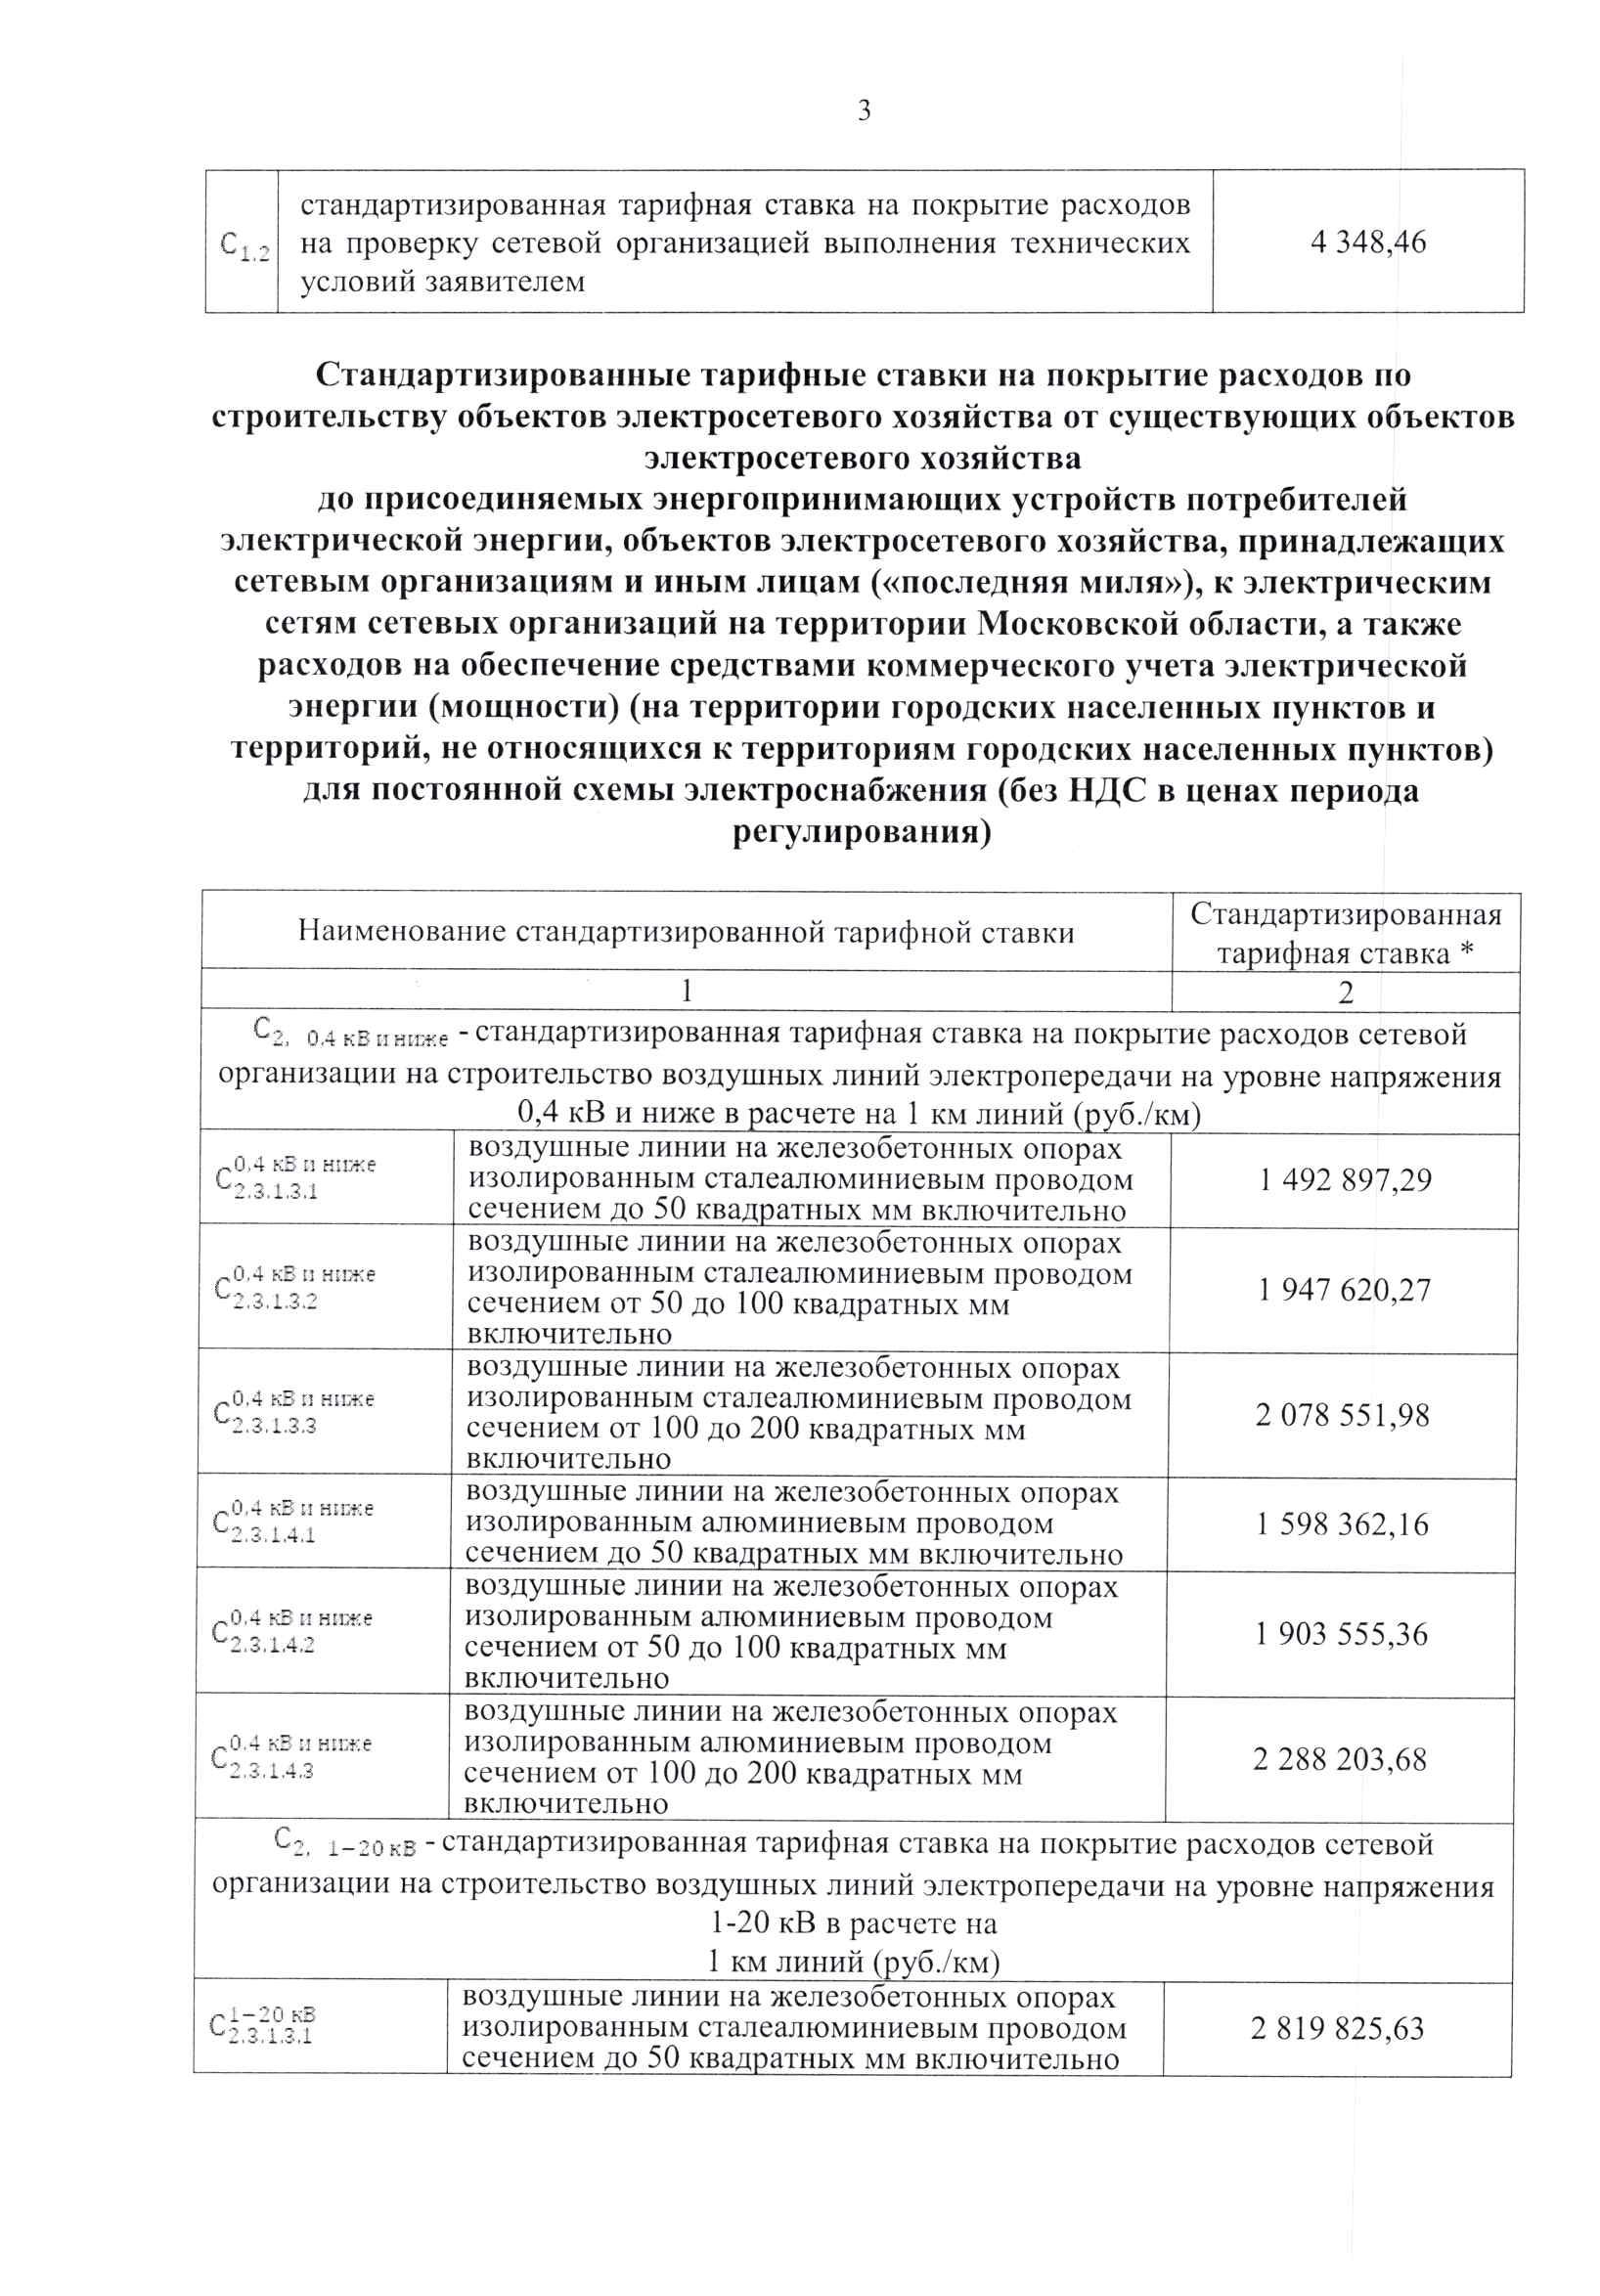 3
стандартизированная тарифная ставка на покрытие расходов
C1.2 на проверку сетевой организацией выполнения технических 4 348,46
условий заявителем
Стандартизированные тарифные ставки на покрытие расходов по
строительству объектов электросетевого хозяйства от существующих объектов
электросетевого хозяйства
до присоединяемых энергопринимающих устройств потребителей
электрической энергии, объектов электросетевого хозяйства, принадлежащих
сетевым организациям и иным лицам («последняя миля»), к электрическим
сетям сетевых организаций на территории Московской области, а также
расходов на обеспечение средствами коммерческого учета электрической
энергии (мощности) (на территории городских населенных пунктов и
территорий, не относящихся к территориям городских населенных пунктов)
для постоянной схемы электроснабжения (без НДС в ценах периода
регулирования)
Наименование стандартизированной тарифной ставки
Стандартизированная
тарифная ставка *
1 2
C2, 0.4 кВ и ниже - стандартизированная тарифная ставка на покрытие расходов сетевой
организации на строительство воздушных линий электропередачи на уровне напряжения
0,4 кВ и ниже в расчете на 1 км линий (руб./км)
C 0.4 кВ и ниже
2.3.1.3.1
воздушные линии на железобетонных опорах
изолированным сталеалюминиевым проводом
сечением до 50 квадратных мм включительно
1 492 897,29
C 0.4 кВ и ниже
2.3.1.3.2
воздушные линии на железобетонных опорах
изолированным сталеалюминиевым проводом
сечением от 50 до 100 квадратных мм
включительно
1 947 620,27
C 0.4 кВ и ниже
2.3.1.3.3
воздушные линии на железобетонных опорах
изолированным сталеалюминиевым проводом
сечением от 100 до 200 квадратных мм
включительно
2 078 551,98
C 0.4 кВ и ниже
2.3.1.4.1
воздушные линии на железобетонных опорах
изолированным алюминиевым проводом
сечением до 50 квадратных мм включительно
1 598 362,16
C 0.4 кВ и ниже
2.3.1.4.2
воздушные линии на железобетонных опорах
изолированным алюминиевым проводом
сечением от 50 до 100 квадратных мм
включительно
1 903 555,36
C 0.4 кВ и ниже
2.3.1.4.3
воздушные линии на железобетонных опорах
изолированным алюминиевым проводом
сечением от 100 до 200 квадратных мм
включительно
2 288 203,68
C2, 1–20 кВ - стандартизированная тарифная ставка на покрытие расходов сетевой
организации на строительство воздушных линий электропередачи на уровне напряжения
1-20 кВ в расчете на
1 км линий (руб./км)
C 1–20 кВ
2.3.1.3.1
воздушные линии на железобетонных опорах
изолированным сталеалюминиевым проводом
сечением до 50 квадратных мм включительно
2 819 825,63